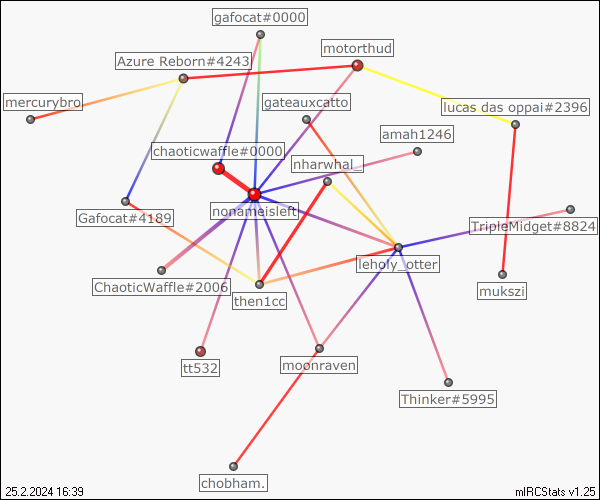 gafocat#0000
motorthud
Azure Reborn#4243
mercurybro
gateauxcatto
lucas das oppai#2396
amah1246
chaoticwaffle#0000
nharwhal_
nonameisleft
Gafocat#4189
TripleMidget#8824
leholy_otter
ChaoticWaffle#2006
then1cc
mukszi
tt532
moonraven
Thinker#5995
chobham.
25.2.2024 16:39
mIRCStats v1.25